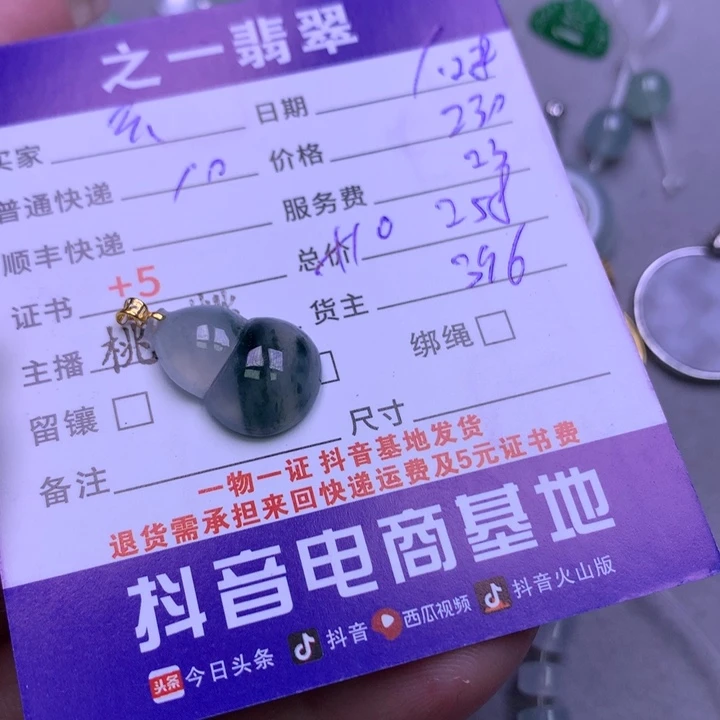 之一翡翠
买家 日期
普通快递 10 价格 230
顺丰快递 服务费 23
证书 +5 总价 258
主播 桃 货主 396
留镶 绑绳
备注 尺寸
一物一证 抖音基地发货
退货需承担来回快递运费及5元证书费
抖音电商基地
头条 今日头条 抖音 西瓜视频 抖音火山版